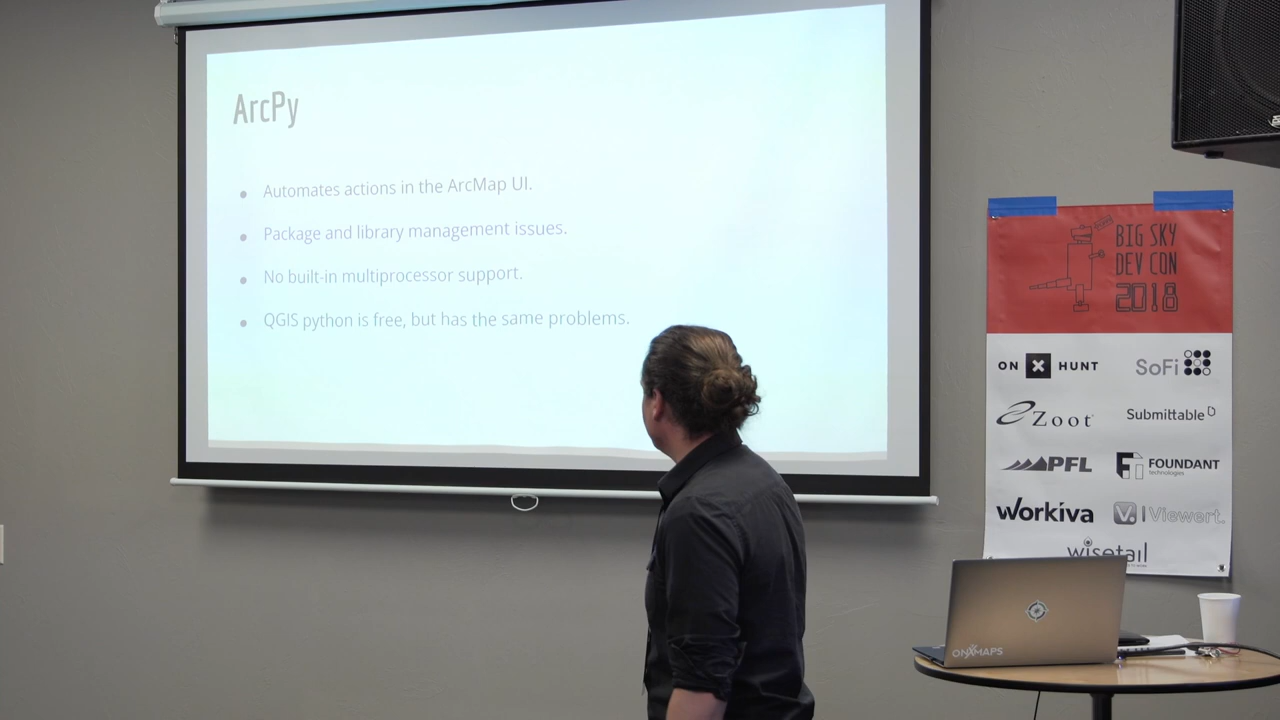 ArcPy
● Automates actions in the ArcMap UI.
● Package and library management issues.
● No built-in multiprocessor support.
● QGIS python is free, but has the same problems.
BIG SKY
DEV CON
2018
ON X HUNT
SoFi
Zoot
Submittable
PFL
FOUNDANT
technologies
Workiva
V. | Viewert.
wisetail
ONXMAPS